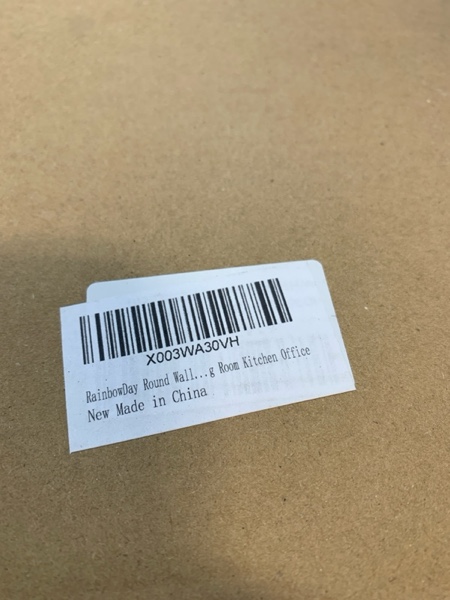 X003WA30VH
RainbowDay Round Wall...g Room Kitchen Office
New Made in China